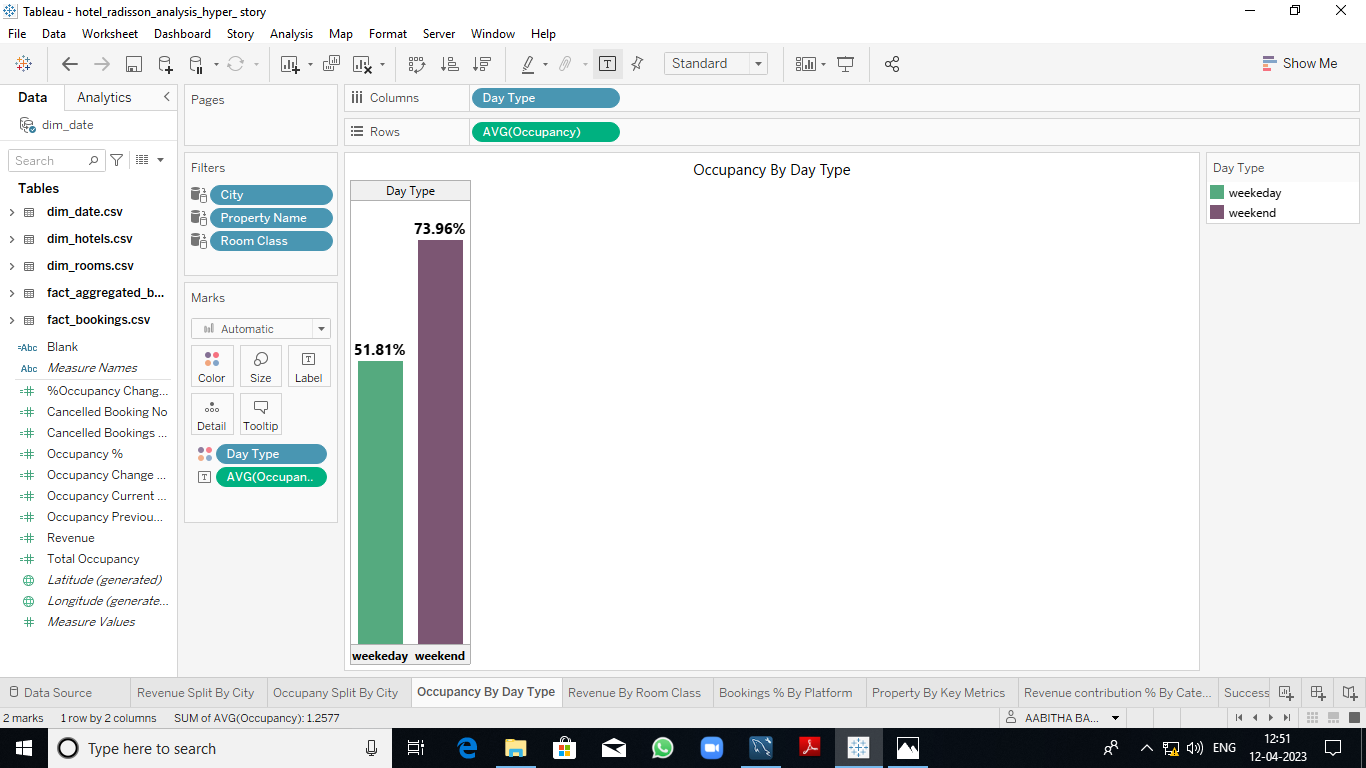 Tableau - hotel_radisson_analysis_hyper_ story
File Data Worksheet Dashboard Story Analysis Map Format Server Window Help
Standard
Show Me
Data Analytics
dim_date
Search
Tables
dim_date.csv
dim_hotels.csv
dim_rooms.csv
fact_aggregated_b...
fact_bookings.csv
=Abc Blank
Abc Measure Names
%Occupancy Chang...
Cancelled Booking No
Cancelled Bookings ...
Occupancy %
Occupancy Change ...
Occupancy Current ...
Occupancy Previou...
Revenue
Total Occupancy
Latitude (generated)
Longitude (generate...
Measure Values
Pages
Filters
City
Property Name
Room Class
Marks
Automatic
Color Size Label
Detail Tooltip
Day Type
AVG(Occupan..
Columns Day Type
Rows AVG(Occupancy)
Occupancy By Day Type
Day Type
73.96%
51.81%
weekeday weekend
Day Type
weekeday
weekend
Data Source Revenue Split By City Occupany Split By City Occupancy By Day Type Revenue By Room Class Bookings % By Platform Property By Key Metrics Revenue contribution % By Cate... Success
2 marks 1 row by 2 columns SUM of AVG(Occupancy): 1.2577 AABITHA BA...
Type here to search
ENG
12:51
12-04-2023